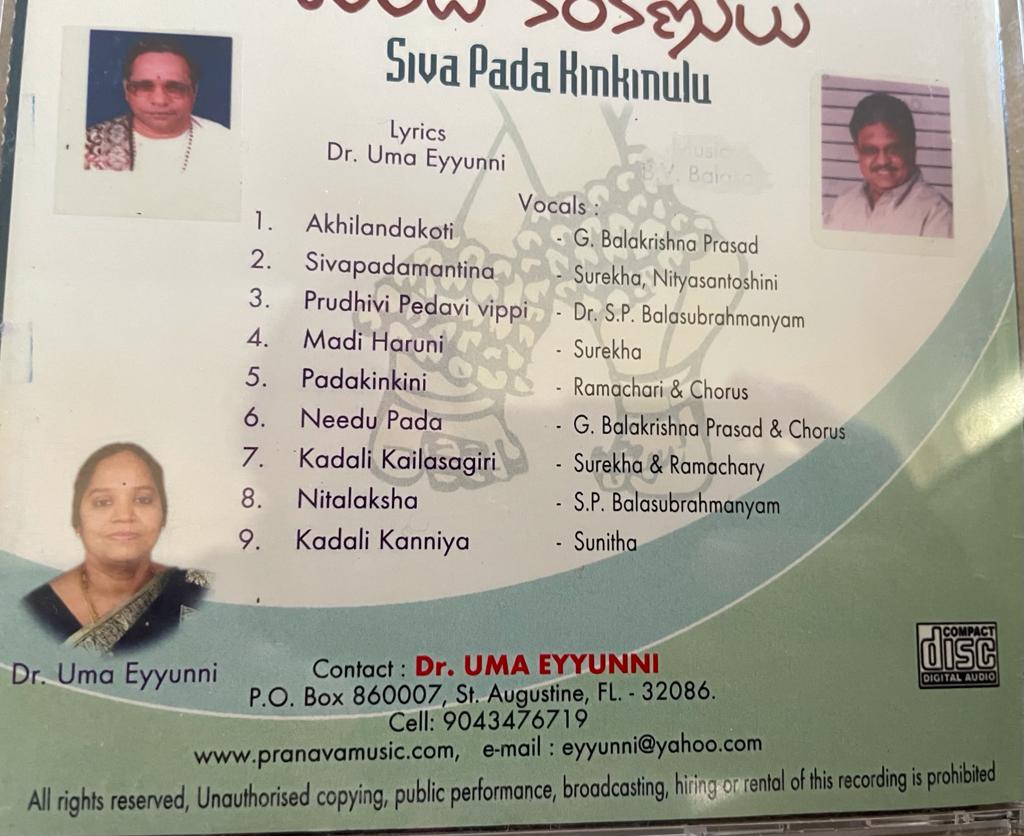 కింకిణులు
Siva Pada Kinkinulu
Lyrics
Dr. Uma Eyyunni
Music
B.V.
Vocals :
1. Akhilandakoti - G. Balakrishna Prasad
2. Sivapadamantina - Surekha, Nityasantoshini
3. Prudhivi Pedavi vippi - Dr. S.P. Balasubrahmanyam
4. Madi Haruni - Surekha
5. Padakinkini - Ramachari & Chorus
6. Needu Pada - G. Balakrishna Prasad & Chorus
7. Kadali Kailasagiri - Surekha & Ramachary
8. Nitalaksha - S.P. Balasubrahmanyam
9. Kadali Kanniya - Sunitha
Dr. Uma Eyyunni
Contact : Dr. UMA EYYUNNI
P.O. Box 860007, St. Augustine, FL. - 32086.
Cell: 9043476719
www.pranavamusic.com, e-mail : eyyunni@yahoo.com
COMPACT
disc
DIGITAL AUDIO
All rights reserved, Unauthorised copying, public performance, broadcasting, hiring or rental of this recording is prohibited